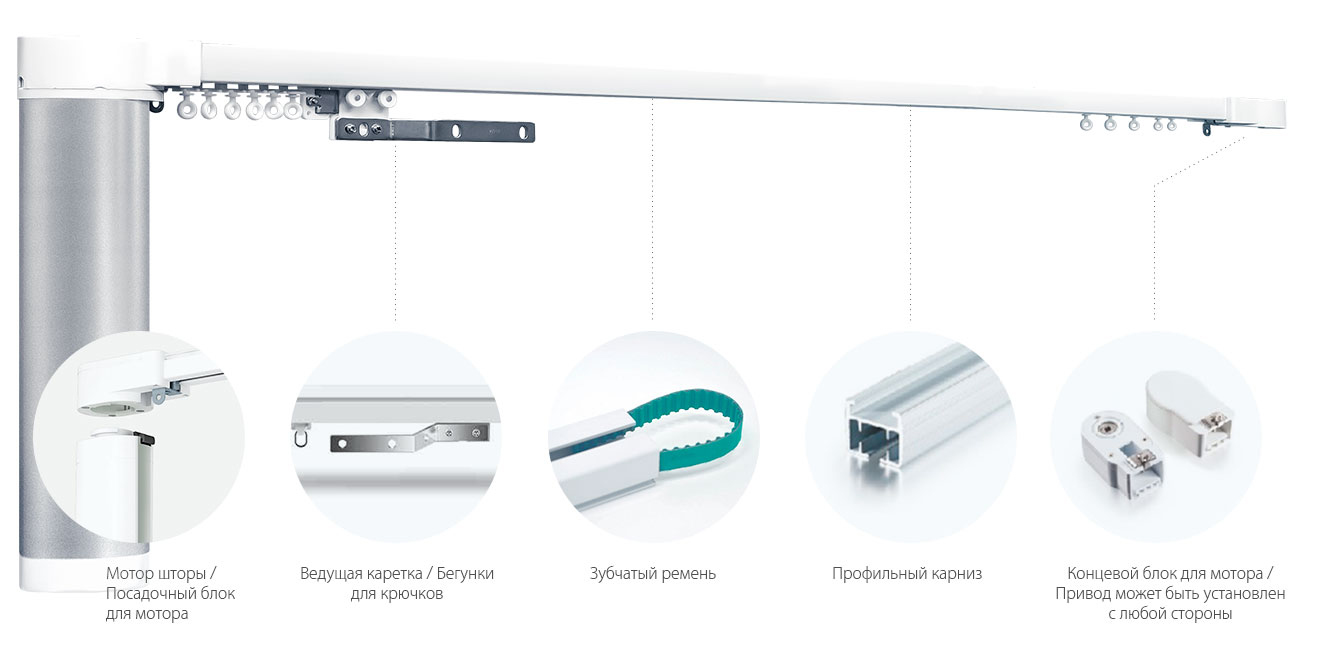 Мотор шторы /
Посадочный блок
для мотора
Ведущая каретка / Бегунки
для крючков
Зубчатый ремень
Профильный карниз
Концевой блок для мотора /
Привод может быть установлен
с любой стороны